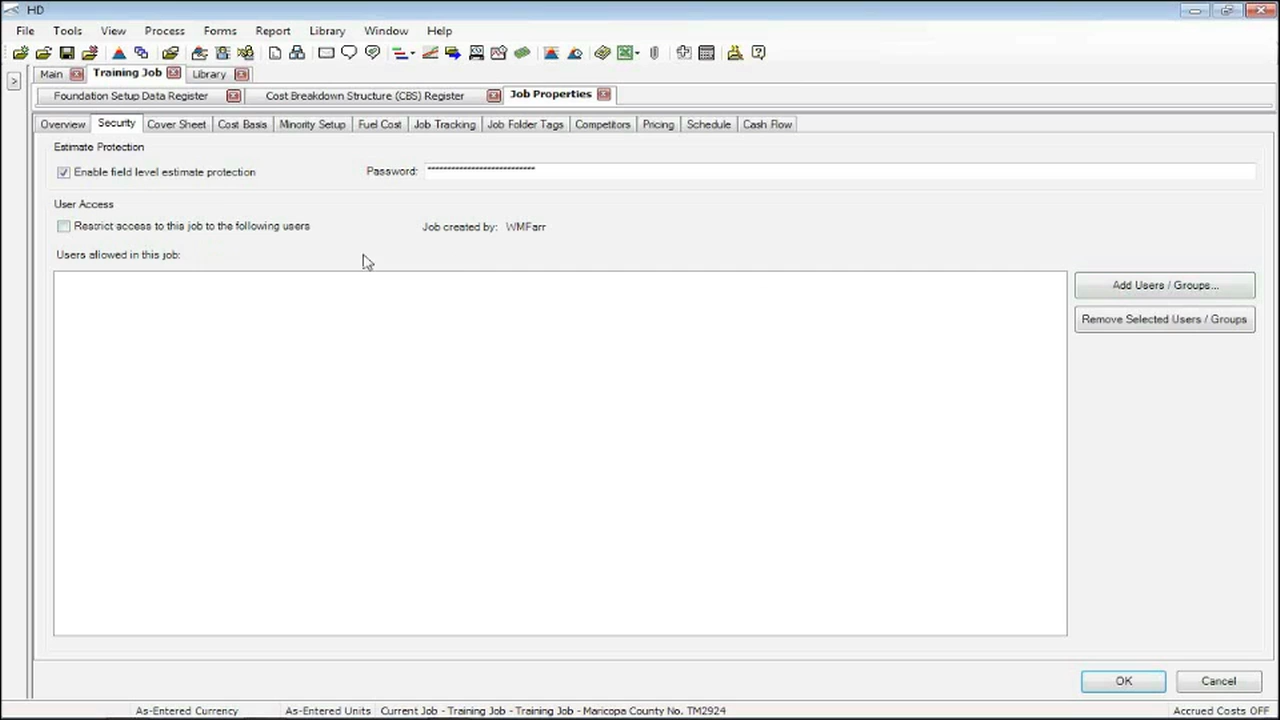 HD
File Tools View Process Forms Report Library Window Help
>
Main Training Job Library
Foundation Setup Data Register Cost Breakdown Structure (CBS) Register Job Properties
Overview Security Cover Sheet Cost Basis Minority Setup Fuel Cost Job Tracking Job Folder Tags Competitors Pricing Schedule Cash Flow
Estimate Protection
Enable field level estimate protection Password: ***************************
User Access
Restrict access to this job to the following users Job created by: WMFarr
Users allowed in this job:
Add Users / Groups...
Remove Selected Users / Groups
OK Cancel
As-Entered Currency As-Entered Units Current Job - Training Job - Training Job - Maricopa County No. TM2924 Accrued Costs OFF